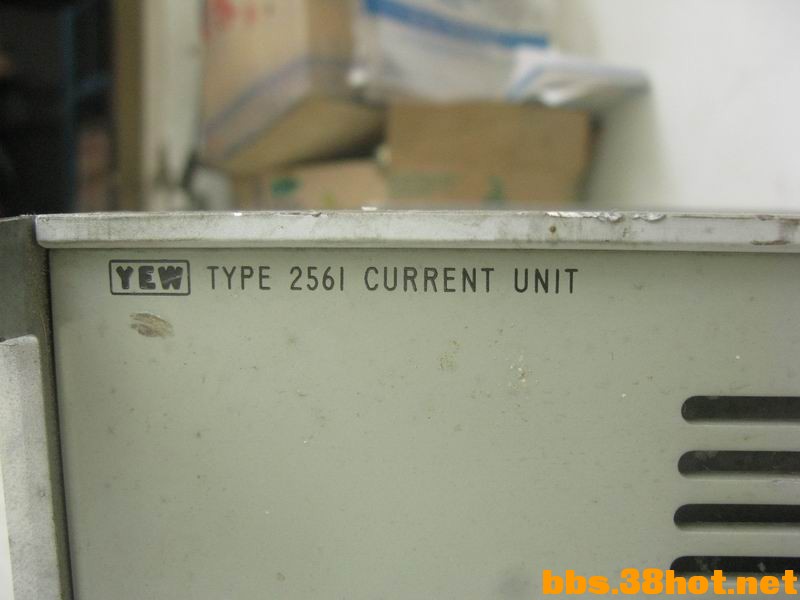 YEW TYPE 2561 CURRENT UNIT
bbs.38hot.net